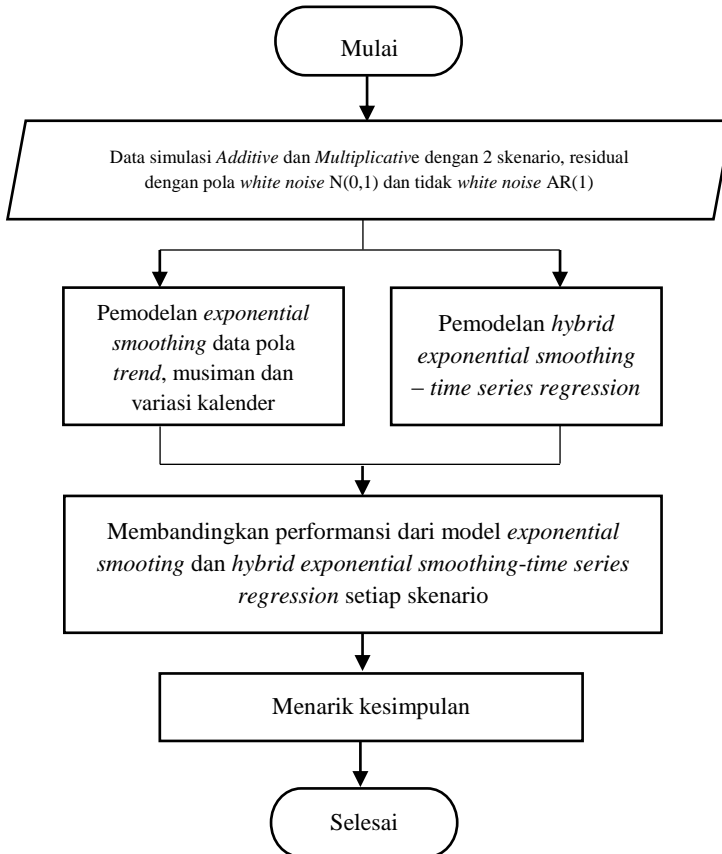 Mulai
Data simulasi Additive dan Multiplicative dengan 2 skenario, residual
dengan pola white noise N(0,1) dan tidak white noise AR(1)
Pemodelan exponential
smoothing data pola
trend, musiman dan
variasi kalender
Pemodelan hybrid
exponential smoothing
– time series regression
Membandingkan performansi dari model exponential
smooting dan hybrid exponential smoothing-time series
regression setiap skenario
Menarik kesimpulan
Selesai